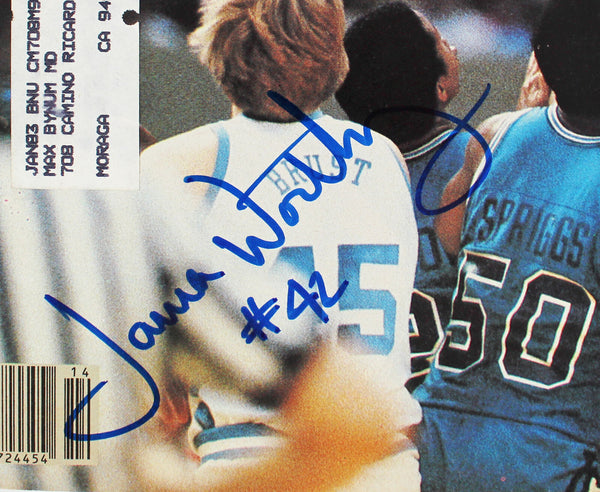 JAN83 BNU CM708M9
MAX BYNUM MD
708 CAMINO RICARD
MORAGA CA 94
BRUST
45
SPRIGGS
50
James Worthy
#42
14
724454